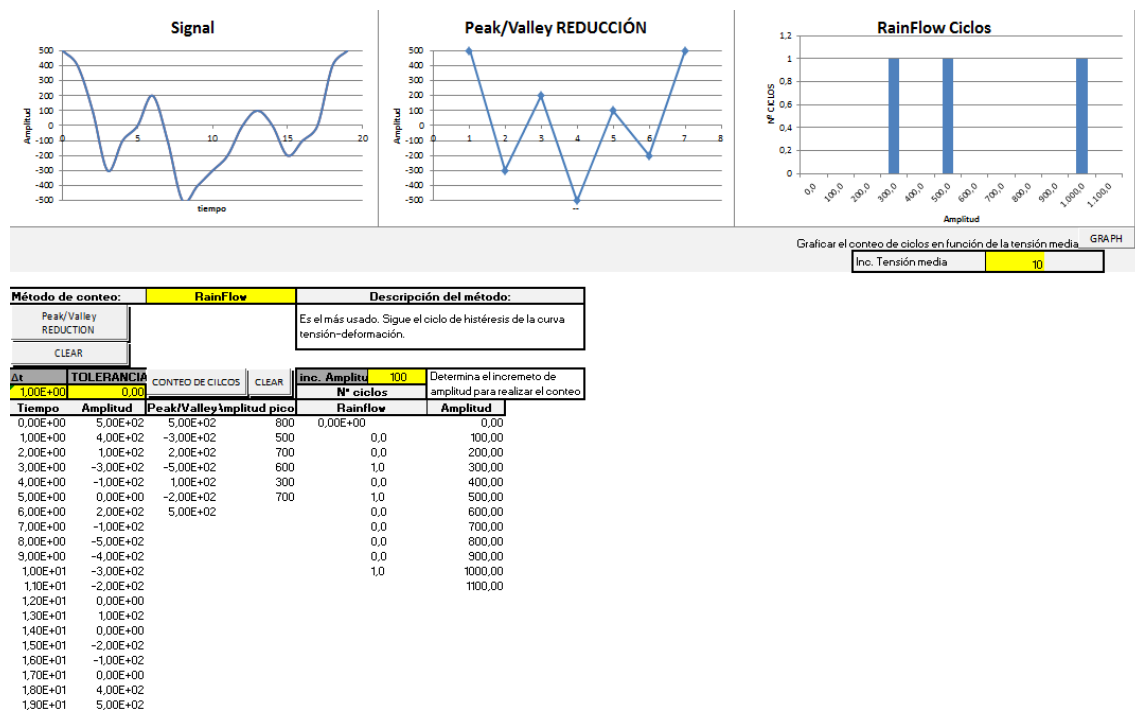 Signal
500
400
300
200
100
0
-100
-200
-300
-400
-500
0 5 10 15 20
Amplitud
tiempo
Peak/Valley REDUCCIÓN
500
400
300
200
100
0
-100
-200
-300
-400
-500
0 1 2 3 4 5 6 7 8
Amplitud
--
RainFlow Ciclos
1,2
1
0,8
0,6
0,4
0,2
0
Nº CICLOS
0,0 100,0 200,0 300,0 400,0 500,0 600,0 700,0 800,0 900,0 1.000,0 1.100,0
Amplitud
Graficar el conteo de ciclos en función de la tensión media GRAPH
Inc. Tensión media 10
Método de conteo: RainFlow Descripción del método:
Peak/Valley
REDUCTION
Es el más usado. Sigue el ciclo de histéresis de la curva
tensión-deformación.
CLEAR
Δt TOLERANCIA CONTEO DE CILCOS CLEAR inc. Amplitu 100 Determina el incremeto de
1,00E+00 0,00 Nº ciclos amplitud para realizar el conteo
Tiempo Amplitud Peak/Valley Amplitud pico Rainflow Amplitud
0,00E+00 5,00E+02 5,00E+02 800 0,00E+00 0,00
1,00E+00 4,00E+02 -3,00E+02 500 0,0 100,00
2,00E+00 1,00E+02 2,00E+02 700 0,0 200,00
3,00E+00 -3,00E+02 -5,00E+02 600 1,0 300,00
4,00E+00 -1,00E+02 1,00E+02 300 0,0 400,00
5,00E+00 0,00E+00 -2,00E+02 700 1,0 500,00
6,00E+00 2,00E+02 5,00E+02 0,0 600,00
7,00E+00 -1,00E+02 0,0 700,00
8,00E+00 -5,00E+02 0,0 800,00
9,00E+00 -4,00E+02 0,0 900,00
1,00E+01 -3,00E+02 1,0 1000,00
1,10E+01 -2,00E+02 1100,00
1,20E+01 0,00E+00
1,30E+01 1,00E+02
1,40E+01 0,00E+00
1,50E+01 -2,00E+02
1,60E+01 -1,00E+02
1,70E+01 0,00E+00
1,80E+01 4,00E+02
1,90E+01 5,00E+02